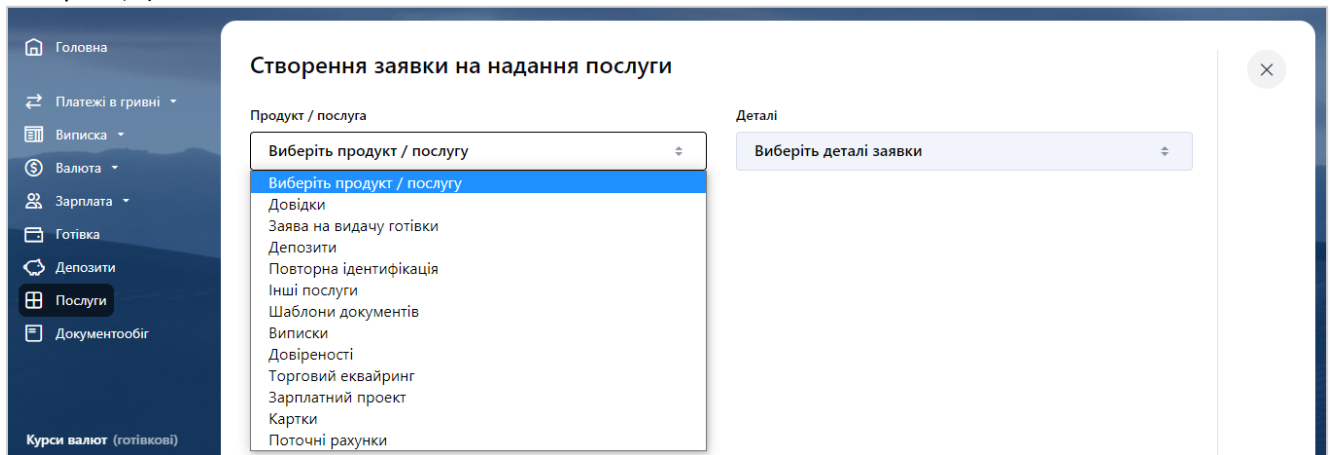 Головна
Платежі в гривні
Виписка
Валюта
Зарплата
Готівка
Депозити
Послуги
Документообіг
Курси валют (готівкові)
Створення заявки на надання послуги
Продукт / послуга
Виберіть продукт / послугу
Виберіть продукт / послугу
Довідки
Заява на видачу готівки
Депозити
Повторна ідентифікація
Інші послуги
Шаблони документів
Виписки
Довіреності
Торговий еквайринг
Зарплатний проект
Картки
Поточні рахунки
Деталі
Виберіть деталі заявки